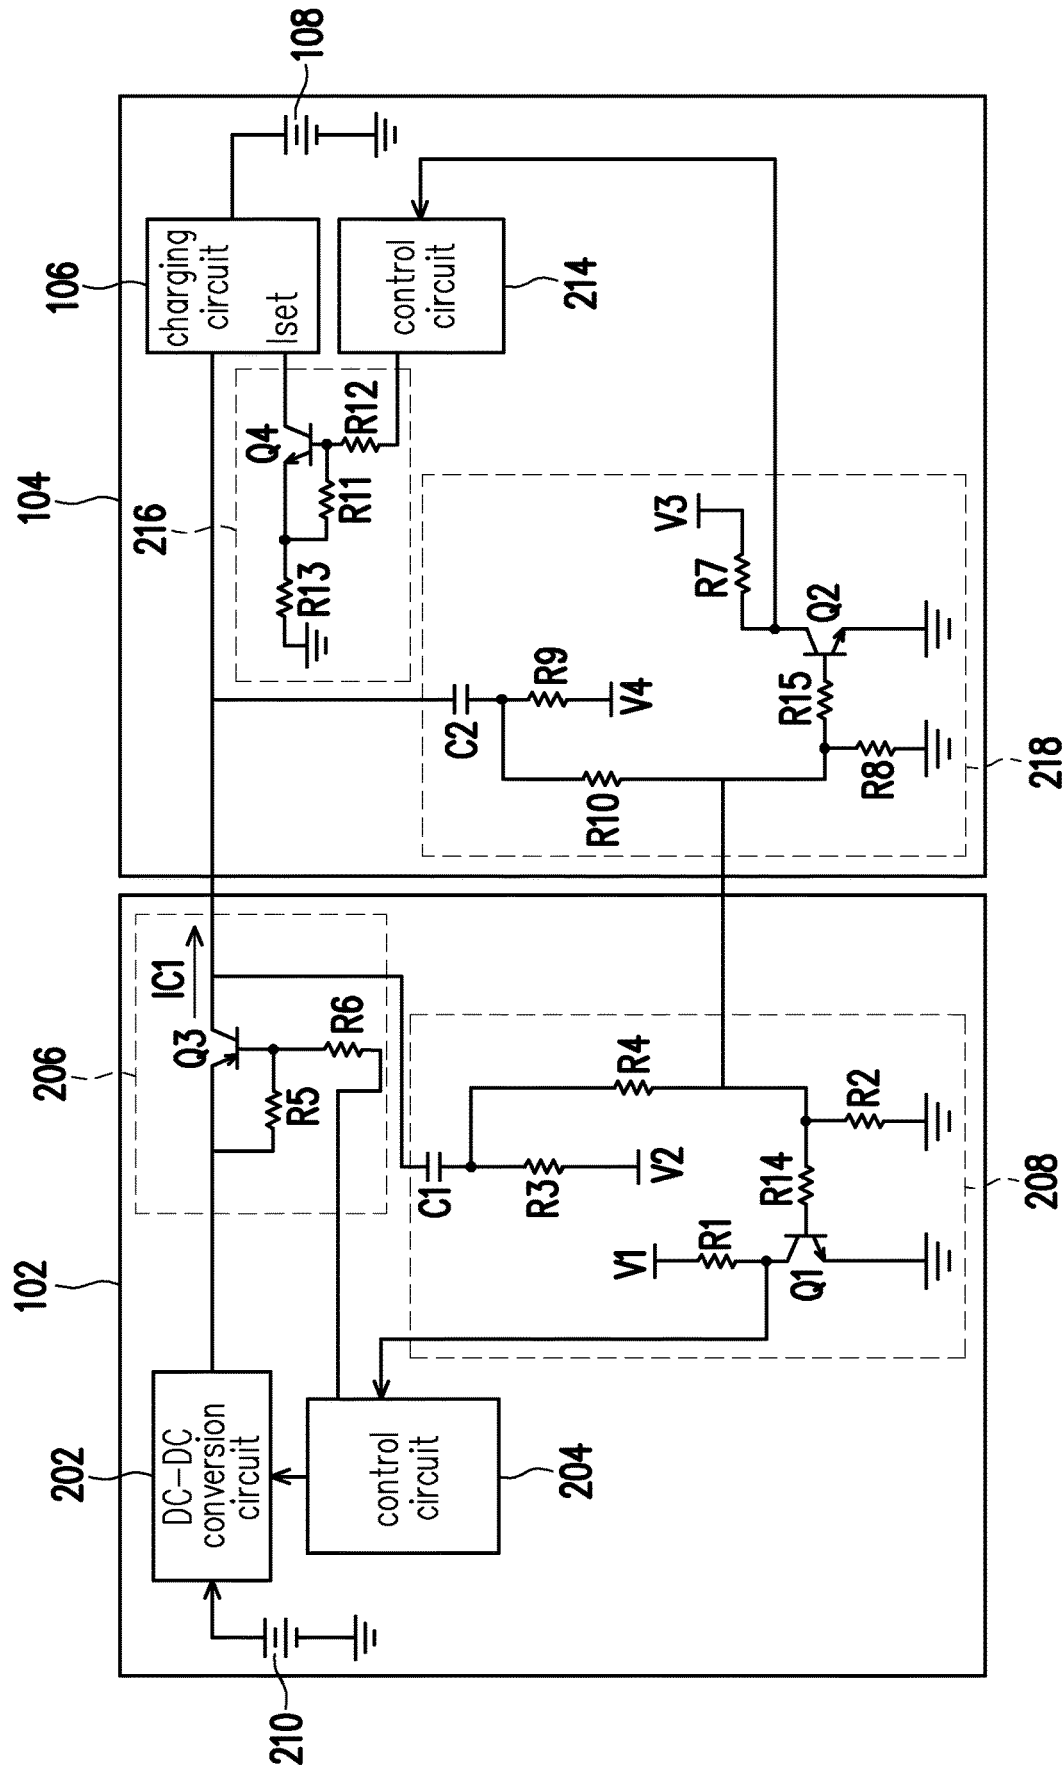 102
206
104
106
202
DC-DC
conversion
circuit
Q3
IC1
R5
R6
216
Q4
R11
R12
R13
charging
circuit
Iset
108
210
control
circuit
204
control
circuit
214
C1
R3
V2
R4
V1
R1
Q1
R14
R2
208
C2
R9
V4
R10
V3
R7
Q2
R15
R8
218